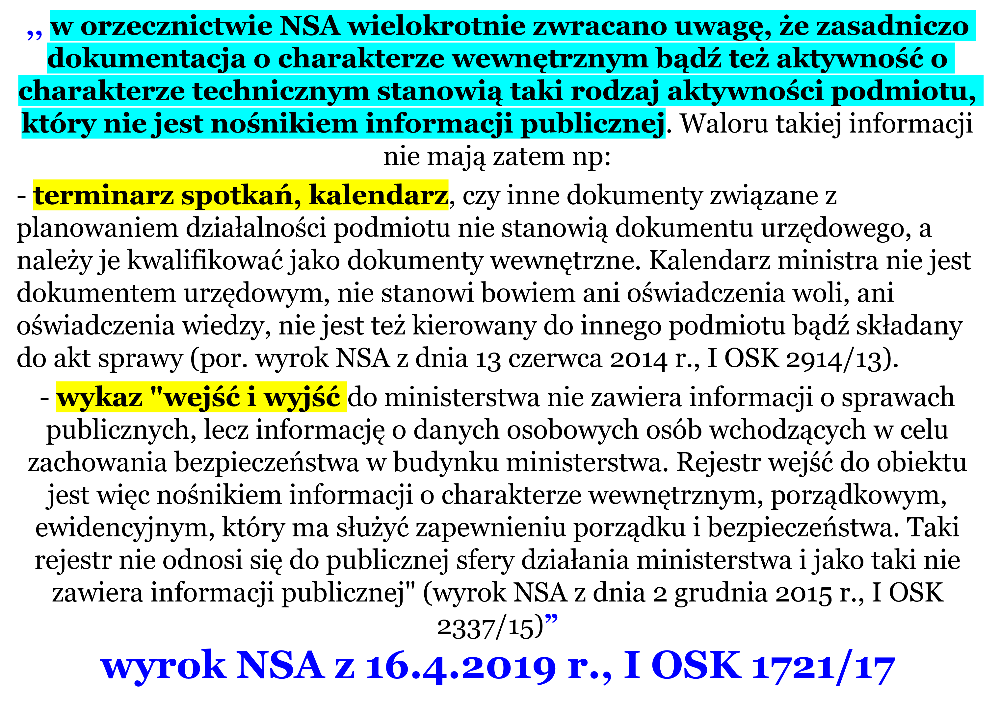 ,, w orzecznictwie NSA wielokrotnie zwracano uwagę, że zasadniczo
dokumentacja o charakterze wewnętrznym bądź też aktywność o
charakterze technicznym stanowią taki rodzaj aktywności podmiotu,
który nie jest nośnikiem informacji publicznej. Waloru takiej informacji
nie mają zatem np:
- terminarz spotkań, kalendarz, czy inne dokumenty związane z
planowaniem działalności podmiotu nie stanowią dokumentu urzędowego, a
należy je kwalifikować jako dokumenty wewnętrzne. Kalendarz ministra nie jest
dokumentem urzędowym, nie stanowi bowiem ani oświadczenia woli, ani
oświadczenia wiedzy, nie jest też kierowany do innego podmiotu bądź składany
do akt sprawy (por. wyrok NSA z dnia 13 czerwca 2014 r., I OSK 2914/13).
- wykaz "wejść i wyjść do ministerstwa nie zawiera informacji o sprawach
publicznych, lecz informację o danych osobowych osób wchodzących w celu
zachowania bezpieczeństwa w budynku ministerstwa. Rejestr wejść do obiektu
jest więc nośnikiem informacji o charakterze wewnętrznym, porządkowym,
ewidencyjnym, który ma służyć zapewnieniu porządku i bezpieczeństwa. Taki
rejestr nie odnosi się do publicznej sfery działania ministerstwa i jako taki nie
zawiera informacji publicznej" (wyrok NSA z dnia 2 grudnia 2015 r., I OSK
2337/15)”
wyrok NSA z 16.4.2019 r., I OSK 1721/17